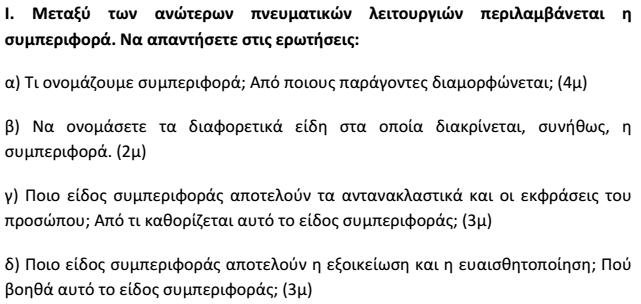 Ι. Μεταξύ των ανώτερων πνευματικών λειτουργιών περιλαμβάνεται η
συμπεριφορά. Να απαντήσετε στις ερωτήσεις:
α) Τι ονομάζουμε συμπεριφορά; Από ποιους παράγοντες διαμορφώνεται; (4μ)
β) Να ονομάσετε τα διαφορετικά είδη στα οποία διακρίνεται, συνήθως, η
συμπεριφορά. (2μ)
γ) Ποιο είδος συμπεριφοράς αποτελούν τα αντανακλαστικά και οι εκφράσεις του
προσώπου; Από τι καθορίζεται αυτό το είδος συμπεριφοράς; (3μ)
δ) Ποιο είδος συμπεριφοράς αποτελούν η εξοικείωση και η ευαισθητοποίηση; Πού
βοηθά αυτό το είδος συμπεριφοράς; (3μ)